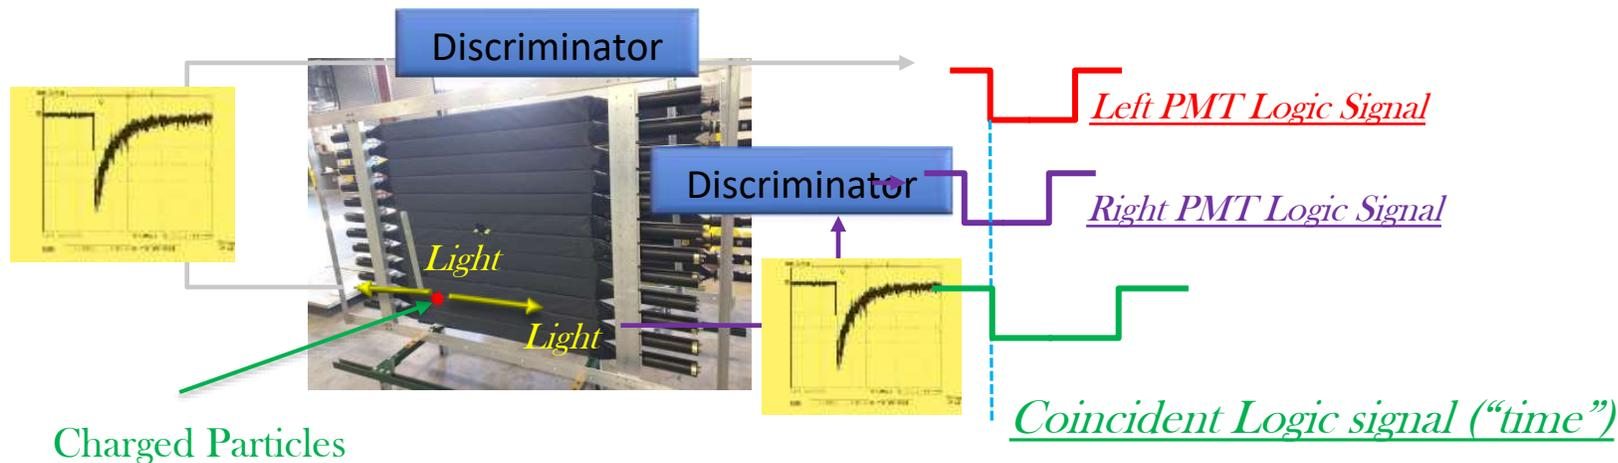 Discriminator
Left PMT Logic Signal
Discriminator
Right PMT Logic Signal
Light
Light
Coincident Logic signal (“time”)
Charged Particles